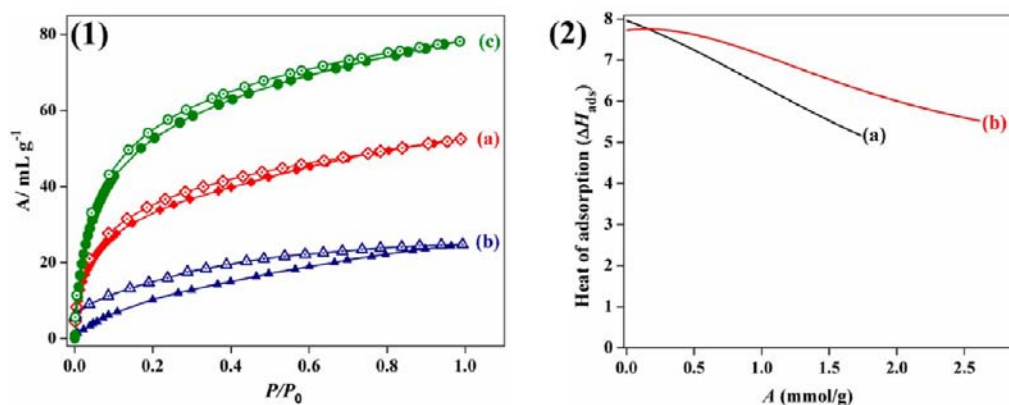 (1)
(c)
(a)
(b)
80
60
40
20
0
A/ mL g⁻¹
0.0 0.2 0.4 0.6 0.8 1.0
P/P₀
(2)
8
7
6
5
4
3
2
1
0
Heat of adsorption (ΔHₐds)
(a)
(b)
0.0 0.5 1.0 1.5 2.0 2.5
A (mmol/g)